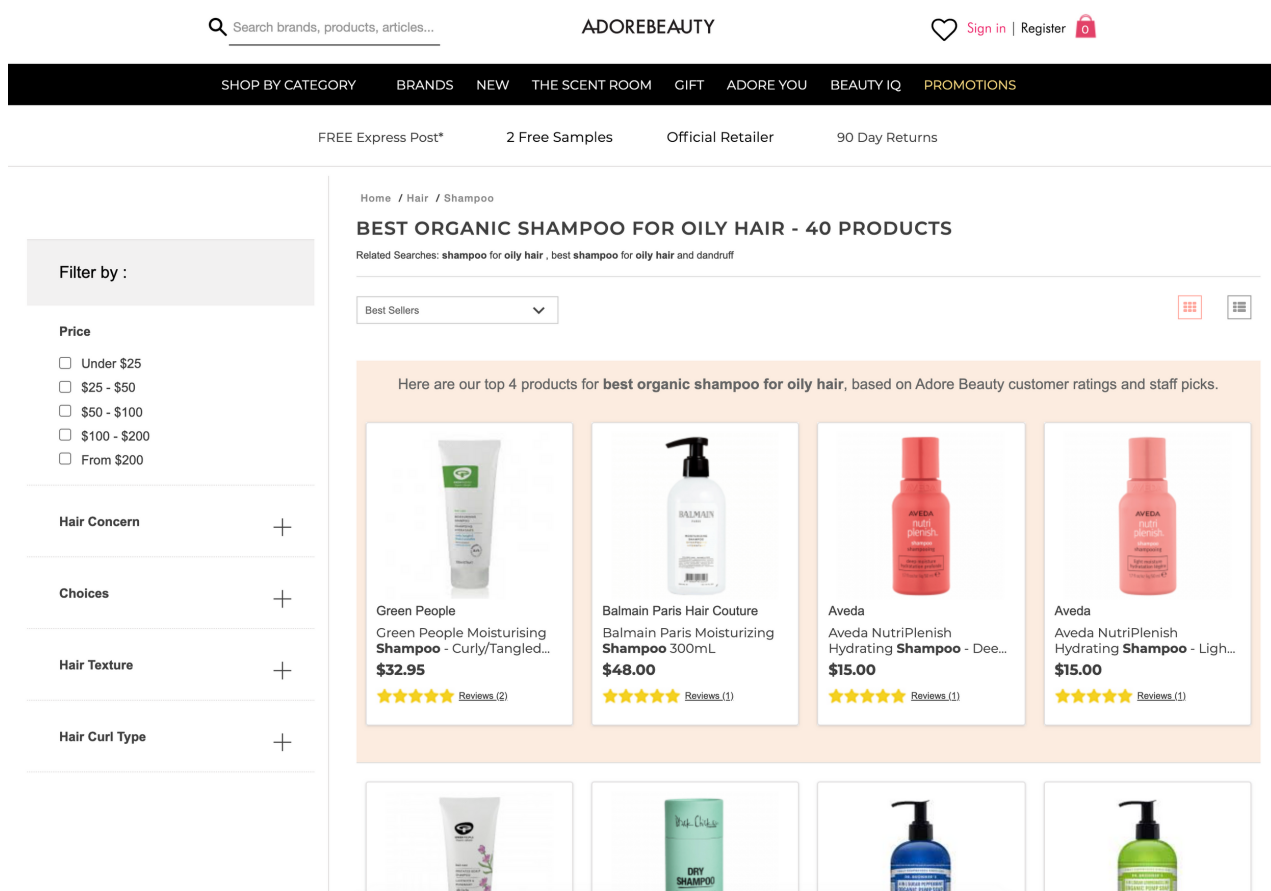 Search brands, products, articles...
ADOREBEAUTY
Sign in | Register
0
SHOP BY CATEGORY BRANDS NEW THE SCENT ROOM GIFT ADORE YOU BEAUTY IQ PROMOTIONS
FREE Express Post* 2 Free Samples Official Retailer 90 Day Returns
Home / Hair / Shampoo
BEST ORGANIC SHAMPOO FOR OILY HAIR - 40 PRODUCTS
Related Searches: shampoo for oily hair , best shampoo for oily hair and dandruff
Filter by :
Price
Under $25
$25 - $50
$50 - $100
$100 - $200
From $200
Hair Concern
Choices
Hair Texture
Hair Curl Type
Best Sellers
Here are our top 4 products for best organic shampoo for oily hair, based on Adore Beauty customer ratings and staff picks.
Green People
Green People Moisturising
Shampoo - Curly/Tangled...
$32.95
Reviews (2)
BALMAIN
Balmain Paris Hair Couture
Balmain Paris Moisturizing
Shampoo 300mL
$48.00
Reviews (1)
AVEDA
nutri
plenish.
shampoo
Aveda
Aveda NutriPlenish
Hydrating Shampoo - Dee...
$15.00
Reviews (1)
AVEDA
nutri
plenish.
shampoo
Aveda
Aveda NutriPlenish
Hydrating Shampoo - Ligh...
$15.00
Reviews (1)
DRY
SHAMPOO